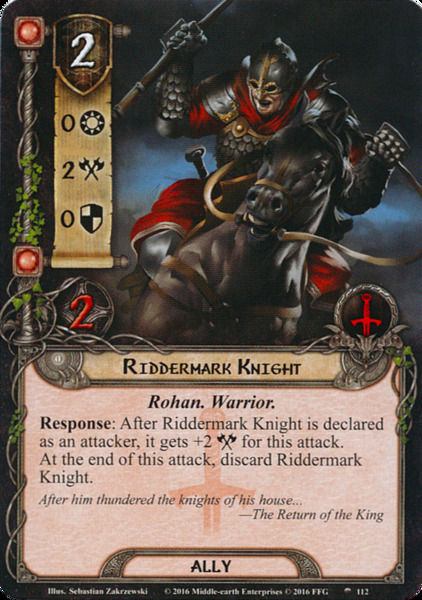 2
0
2
0
2
Riddermark Knight
Rohan. Warrior.
Response: After Riddermark Knight is declared
as an attacker, it gets +2 for this attack.
At the end of this attack, discard Riddermark
Knight.
After him thundered the knights of his house...
—The Return of the King
ALLY
Illus. Sebastian Zakrzewski © 2016 Middle-earth Enterprises © 2016 FFG 112